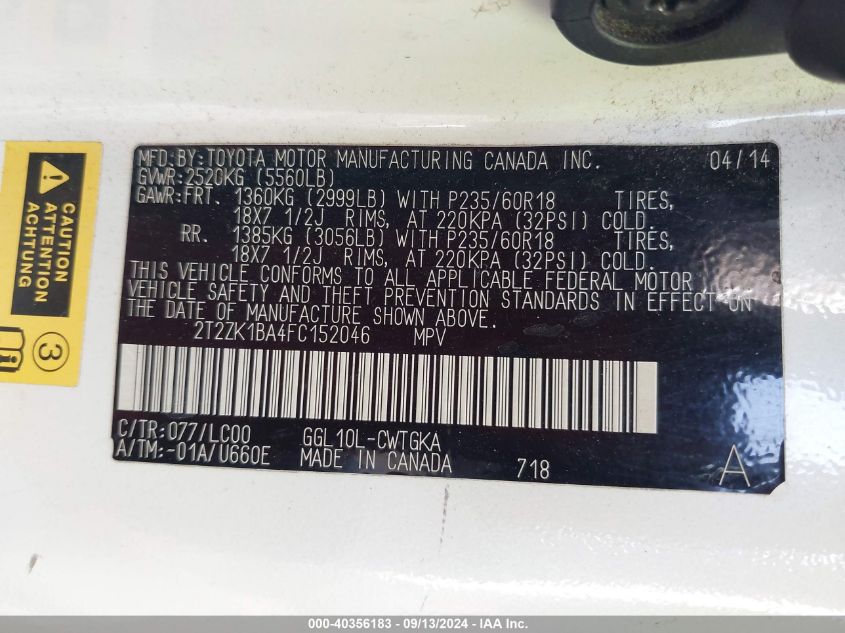 MFD.BY:TOYOTA MOTOR MANUFACTURING CANADA INC. 04/14
GVWR:2520KG (5560LB)
GAWR:FRT. 1360KG (2999LB) WITH P235/60R18 TIRES,
18X7 1/2J RIMS, AT 220KPA (32PSI) COLD.
RR. 1385KG (3056LB) WITH P235/60R18 TIRES,
18X7 1/2J RIMS, AT 220KPA (32PSI) COLD.
THIS VEHICLE CONFORMS TO ALL APPLICABLE FEDERAL MOTOR
VEHICLE SAFETY AND THEFT PREVENTION STANDARDS IN EFFECT ON
THE DATE OF MANUFACTURE SHOWN ABOVE.
2T2ZK1BA4FC152046 MPV
C/TR:077/LC00 GGL10L-CWTGKA
A/TM:-01A/U660E MADE IN CANADA 718 A
CAUTION
ATTENTION
ACHTUNG
3
000-40356183 - 09/13/2024 - IAA Inc.